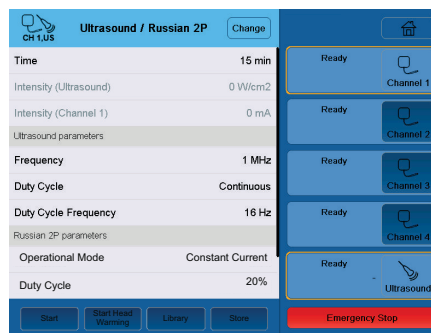 CH 1,US
Ultrasound / Russian 2P
Change
Time 15 min
Intensity (Ultrasound) 0 W/cm2
Intensity (Channel 1) 0 mA
Ultrasound parameters
Frequency 1 MHz
Duty Cycle Continuous
Duty Cycle Frequency 16 Hz
Russian 2P parameters
Operational Mode Constant Current
Duty Cycle 20%
Start
Start Head
Warming
Library
Store
Ready
Channel 1
Ready
Channel 2
Ready
Channel 3
Ready
Channel 4
Ready
-
Ultrasound
Emergency Stop